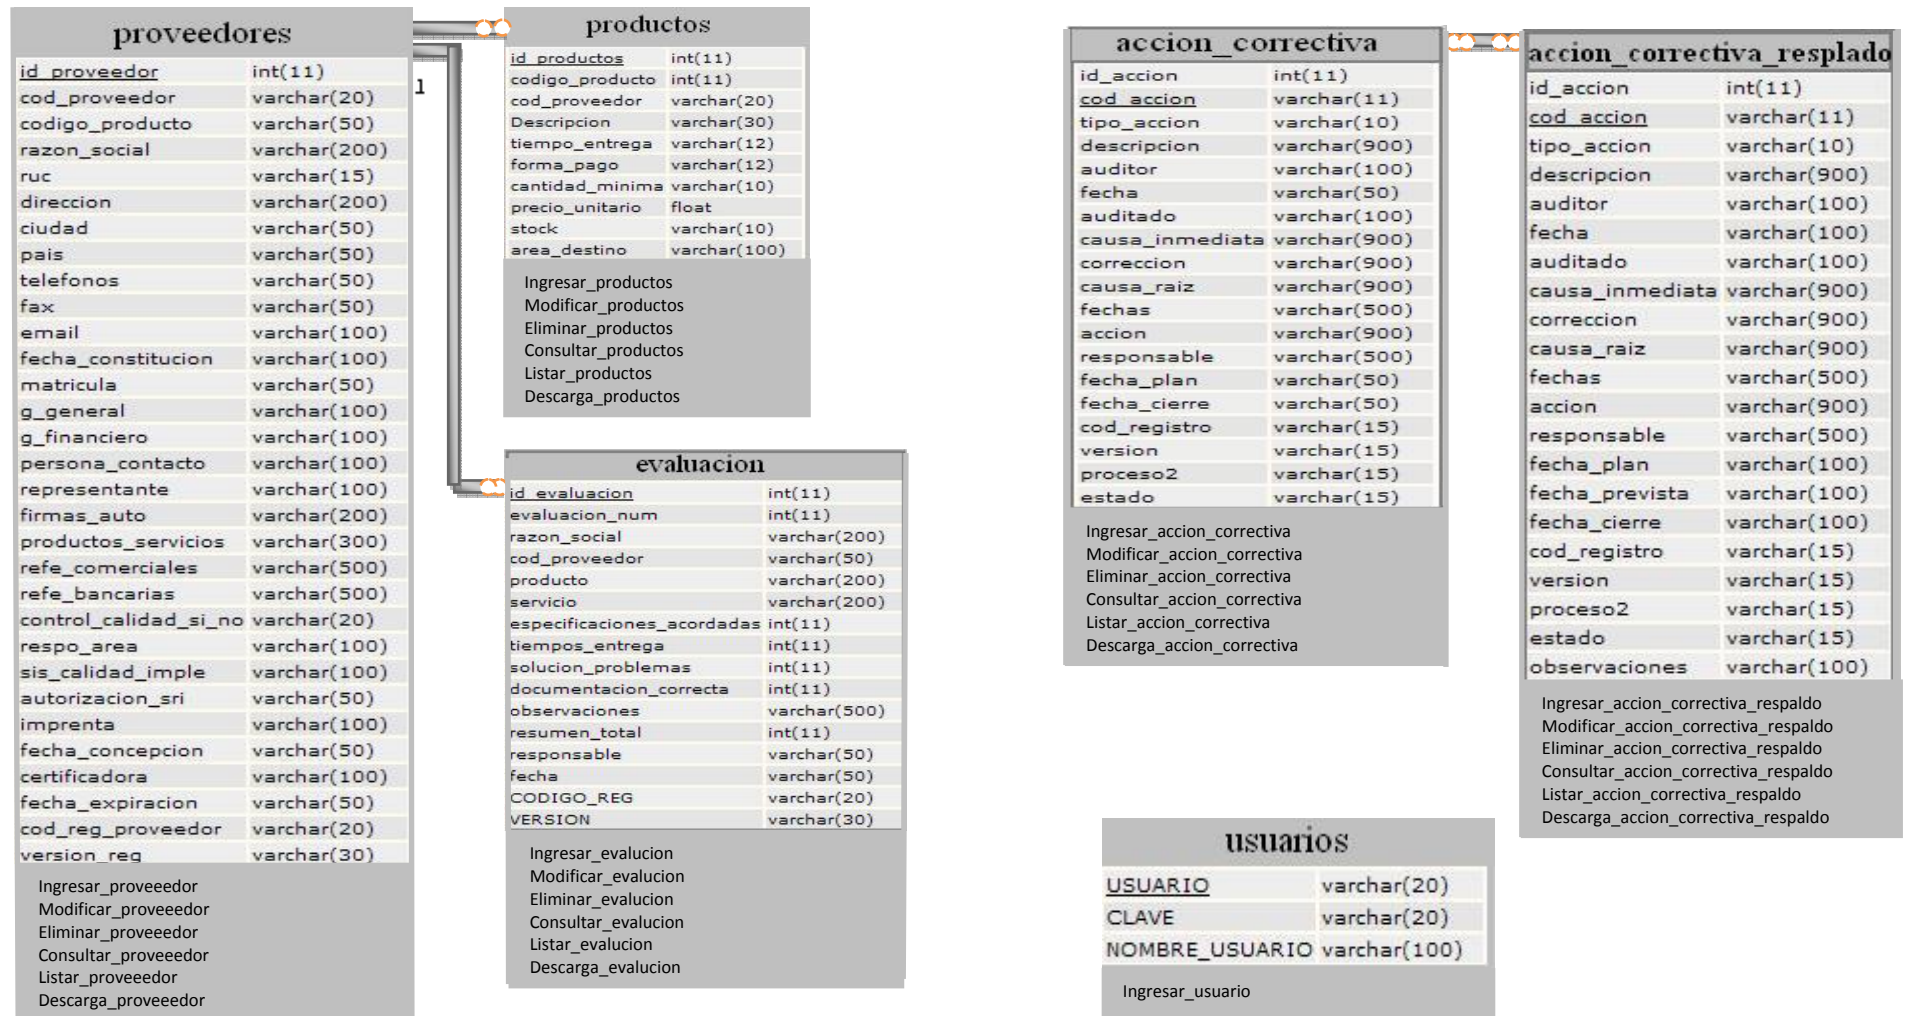 proveedores
id_proveedor int(11)
cod_proveedor varchar(20)
codigo_producto varchar(50)
razon_social varchar(200)
ruc varchar(15)
direccion varchar(200)
ciudad varchar(50)
pais varchar(50)
telefonos varchar(50)
fax varchar(50)
email varchar(100)
fecha_constitucion varchar(100)
matricula varchar(50)
g_general varchar(100)
g_financiero varchar(100)
persona_contacto varchar(100)
representante varchar(100)
firmas_auto varchar(200)
productos_servicios varchar(300)
refe_comerciales varchar(500)
refe_bancarias varchar(500)
control_calidad_si_no varchar(20)
respo_area varchar(100)
sis_calidad_imple varchar(100)
autorizacion_sri varchar(50)
imprenta varchar(100)
fecha_concepcion varchar(50)
certificadora varchar(100)
fecha_expiracion varchar(50)
cod_reg_proveedor varchar(20)
version_reg varchar(30)
Ingresar_proveeedor
Modificar_proveeedor
Eliminar_proveeedor
Consultar_proveeedor
Listar_proveeedor
Descarga_proveeedor
1
productos
id_productos int(11)
codigo_producto int(11)
cod_proveedor varchar(20)
Descripcion varchar(30)
tiempo_entrega varchar(12)
forma_pago varchar(12)
cantidad_minima varchar(10)
precio_unitario float
stock varchar(10)
area_destino varchar(100)
Ingresar_productos
Modificar_productos
Eliminar_productos
Consultar_productos
Listar_productos
Descarga_productos
evaluacion
id_evaluacion int(11)
evaluacion_num int(11)
razon_social varchar(200)
cod_proveedor varchar(50)
producto varchar(200)
servicio varchar(200)
especificaciones_acordadas int(11)
tiempos_entrega int(11)
solucion_problemas int(11)
documentacion_correcta int(11)
observaciones varchar(500)
resumen_total int(11)
responsable varchar(50)
fecha varchar(50)
CODIGO_REG varchar(20)
VERSION varchar(30)
Ingresar_evalucion
Modificar_evalucion
Eliminar_evalucion
Consultar_evalucion
Listar_evalucion
Descarga_evalucion
accion_correctiva
id_accion int(11)
cod_accion varchar(11)
tipo_accion varchar(10)
descripcion varchar(900)
auditor varchar(100)
fecha varchar(50)
auditado varchar(100)
causa_inmediata varchar(900)
correccion varchar(900)
causa_raiz varchar(900)
fechas varchar(500)
accion varchar(900)
responsable varchar(500)
fecha_plan varchar(50)
fecha_cierre varchar(50)
cod_registro varchar(15)
version varchar(15)
proceso2 varchar(15)
estado varchar(15)
Ingresar_accion_correctiva
Modificar_accion_correctiva
Eliminar_accion_correctiva
Consultar_accion_correctiva
Listar_accion_correctiva
Descarga_accion_correctiva
accion_correctiva_resplado
id_accion int(11)
cod_accion varchar(11)
tipo_accion varchar(10)
descripcion varchar(900)
auditor varchar(100)
fecha varchar(100)
auditado varchar(100)
causa_inmediata varchar(900)
correccion varchar(900)
causa_raiz varchar(900)
fechas varchar(500)
accion varchar(900)
responsable varchar(500)
fecha_plan varchar(100)
fecha_prevista varchar(100)
fecha_cierre varchar(100)
cod_registro varchar(15)
version varchar(15)
proceso2 varchar(15)
estado varchar(15)
observaciones varchar(100)
Ingresar_accion_correctiva_respaldo
Modificar_accion_correctiva_respaldo
Eliminar_accion_correctiva_respaldo
Consultar_accion_correctiva_respaldo
Listar_accion_correctiva_respaldo
Descarga_accion_correctiva_respaldo
usuarios
USUARIO varchar(20)
CLAVE varchar(20)
NOMBRE_USUARIO varchar(100)
Ingresar_usuario